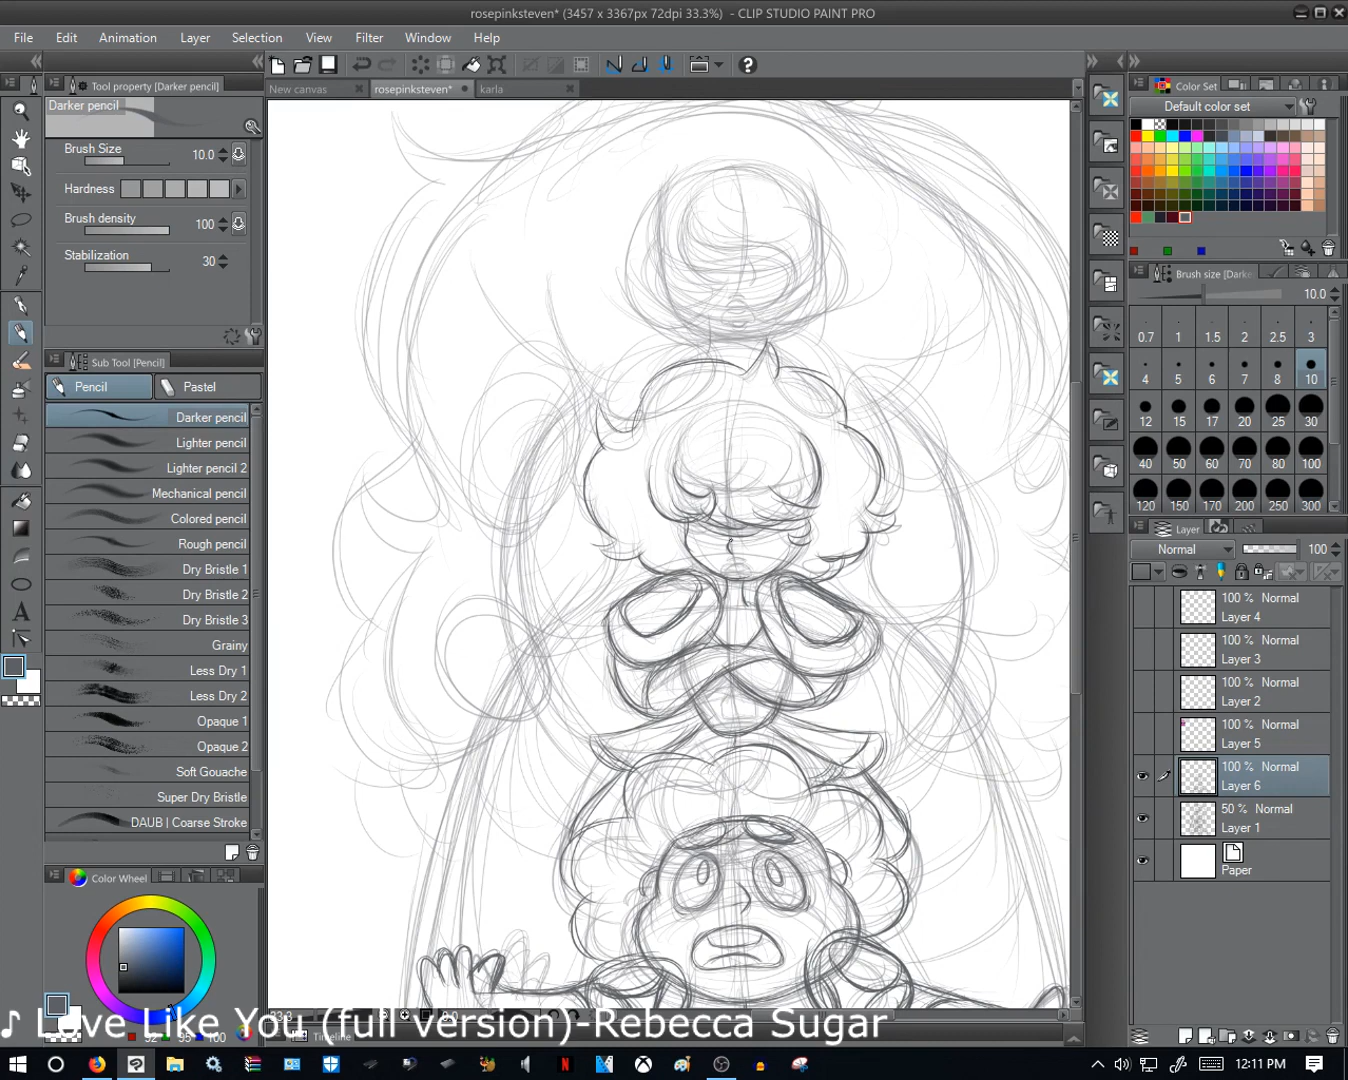 rosepinksteven* (3457 x 3367px 72dpi 33.3%)  - CLIP STUDIO PAINT PRO
File Edit Animation Layer Selection View Filter Window Help
Tool property [Darker pencil]
New canvas
rosepinksteven*
karla
Darker pencil
Brush Size 10.0
Hardness
Brush density 100
Stabilization 30
Sub Tool [Pencil]
Pencil Pastel
Darker pencil
Lighter pencil
Lighter pencil 2
Mechanical pencil
Colored pencil
Rough pencil
Dry Bristle 1
Dry Bristle 2
Dry Bristle 3
Grainy
Less Dry 1
Less Dry 2
Opaque 1
Opaque 2
Soft Gouache
Super Dry Bristle
DAUB | Coarse Stroke
Color Wheel
Color Set
Default color set
Brush size [Darke
10.0
0.7 1 1.5 2 2.5 3
4 5 6 7 8 10
12 15 17 20 25 30
40 50 60 70 80 100
120 150 170 200 250 300
Layer
Normal 100
100 % Normal
Layer 4
100 % Normal
Layer 3
100 % Normal
Layer 2
100 % Normal
Layer 5
100 % Normal
Layer 6
50 % Normal
Layer 1
Paper
♪ Love Like You (full version)-Rebecca Sugar
Timeline
92 95 100
12:11 PM